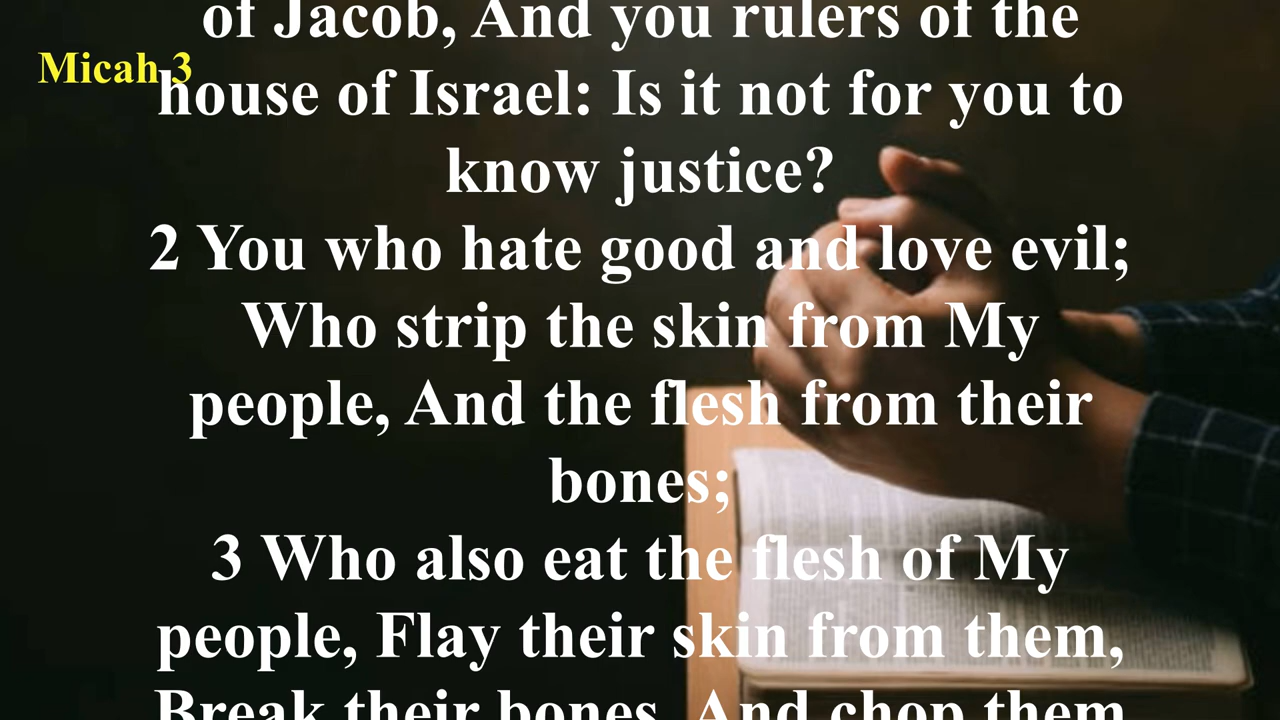 of Jacob, And you rulers of the
Micah 3
house of Israel: Is it not for you to
know justice?
2 You who hate good and love evil;
Who strip the skin from My
people, And the flesh from their
bones;
3 Who also eat the flesh of My
people, Flay their skin from them,
Break their bones, And chop them